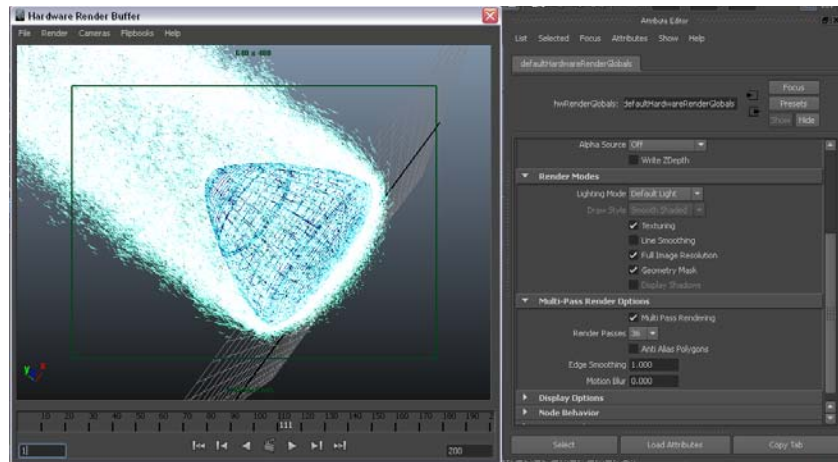 Hardware Render Buffer
File Render Cameras Flipbooks Help
640 x 480
y x
10 20 30 40 50 60 70 80 90 100 110 120 130 140 150 160 170 180 190 2
111
1 200
Attribute Editor
List Selected Focus Attributes Show Help
defaultHardwareRenderGlobals
Focus
hwRenderGlobals: defaultHardwareRenderGlobals
Presets
Show Hide
Alpha Source Off
Write ZDepth
Render Modes
Lighting Mode Default Light
Draw Style Smooth Shaded
Texturing
Line Smoothing
Full Image Resolution
Geometry Mask
Display Shadows
Multi-Pass Render Options
Multi Pass Rendering
Render Passes 36
Anti Alias Polygons
Edge Smoothing 1.000
Motion Blur 0.000
Display Options
Node Behavior
Select Load Attributes Copy Tab